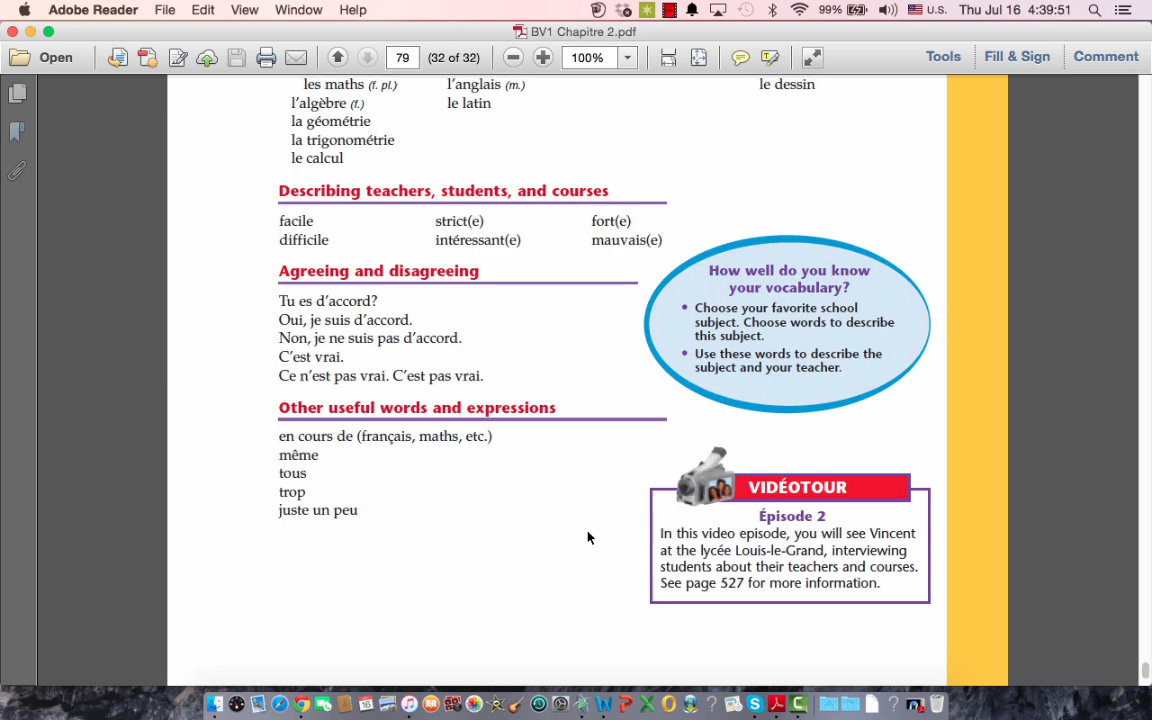 Adobe Reader File Edit View Window Help 99% U.S. Thu Jul 16 4:39:51
BV1 Chapitre 2.pdf
Open 79 (32 of 32) 100% Tools Fill & Sign Comment
les maths (f. pl.) l'anglais (m.) le dessin
l'algèbre (f.) le latin
la géométrie
la trigonométrie
le calcul
Describing teachers, students, and courses
facile strict(e) fort(e)
difficile intéressant(e) mauvais(e)
Agreeing and disagreeing
Tu es d'accord?
Oui, je suis d'accord.
Non, je ne suis pas d'accord.
C'est vrai.
Ce n'est pas vrai. C'est pas vrai.
Other useful words and expressions
en cours de (français, maths, etc.)
même
tous
trop
juste un peu
How well do you know
your vocabulary?
• Choose your favorite school
subject. Choose words to describe
this subject.
• Use these words to describe the
subject and your teacher.
VIDÉOTOUR
Épisode 2
In this video episode, you will see Vincent
at the lycée Louis-le-Grand, interviewing
students about their teachers and courses.
See page 527 for more information.